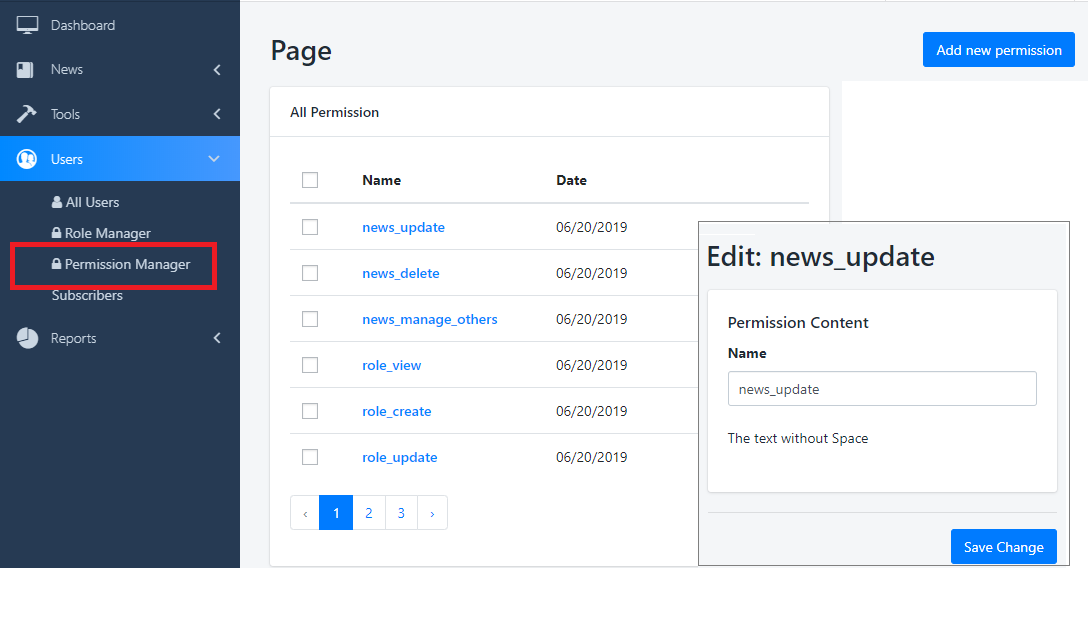 Dashboard
News
Tools
Users
All Users
Role Manager
Permission Manager
Subscribers
Reports
Page
Add new permission
All Permission
Name Date
news_update 06/20/2019
news_delete 06/20/2019
news_manage_others 06/20/2019
role_view 06/20/2019
role_create 06/20/2019
role_update 06/20/2019
‹ 1 2 3 ›
Edit: news_update
Permission Content
Name
news_update
The text without Space
Save Change